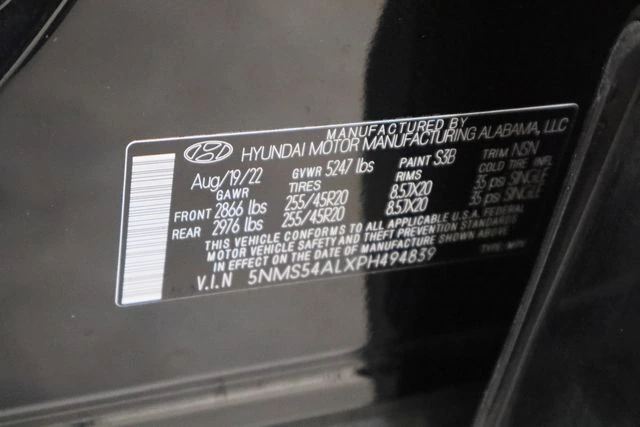 MANUFACTURED BY
HYUNDAI MOTOR MANUFACTURING ALABAMA, LLC
Aug/19/22 GVWR 5247 lbs PAINT S3B TRIM NSN
GAWR TIRES RIMS COLD TIRE INFL.
FRONT 2866 lbs 255/45R20 8.5JX20 35 psi SINGLE
REAR 2976 lbs 255/45R20 8.5JX20 35 psi SINGLE
THIS VEHICLE CONFORMS TO ALL APPLICABLE U.S.A. FEDERAL
MOTOR VEHICLE SAFETY AND THEFT PREVENTION STANDARDS
IN EFFECT ON THE DATE OF MANUFACTURE SHOWN ABOVE.
V.I.N 5NMS54ALXPH494839 TYPE: MPV